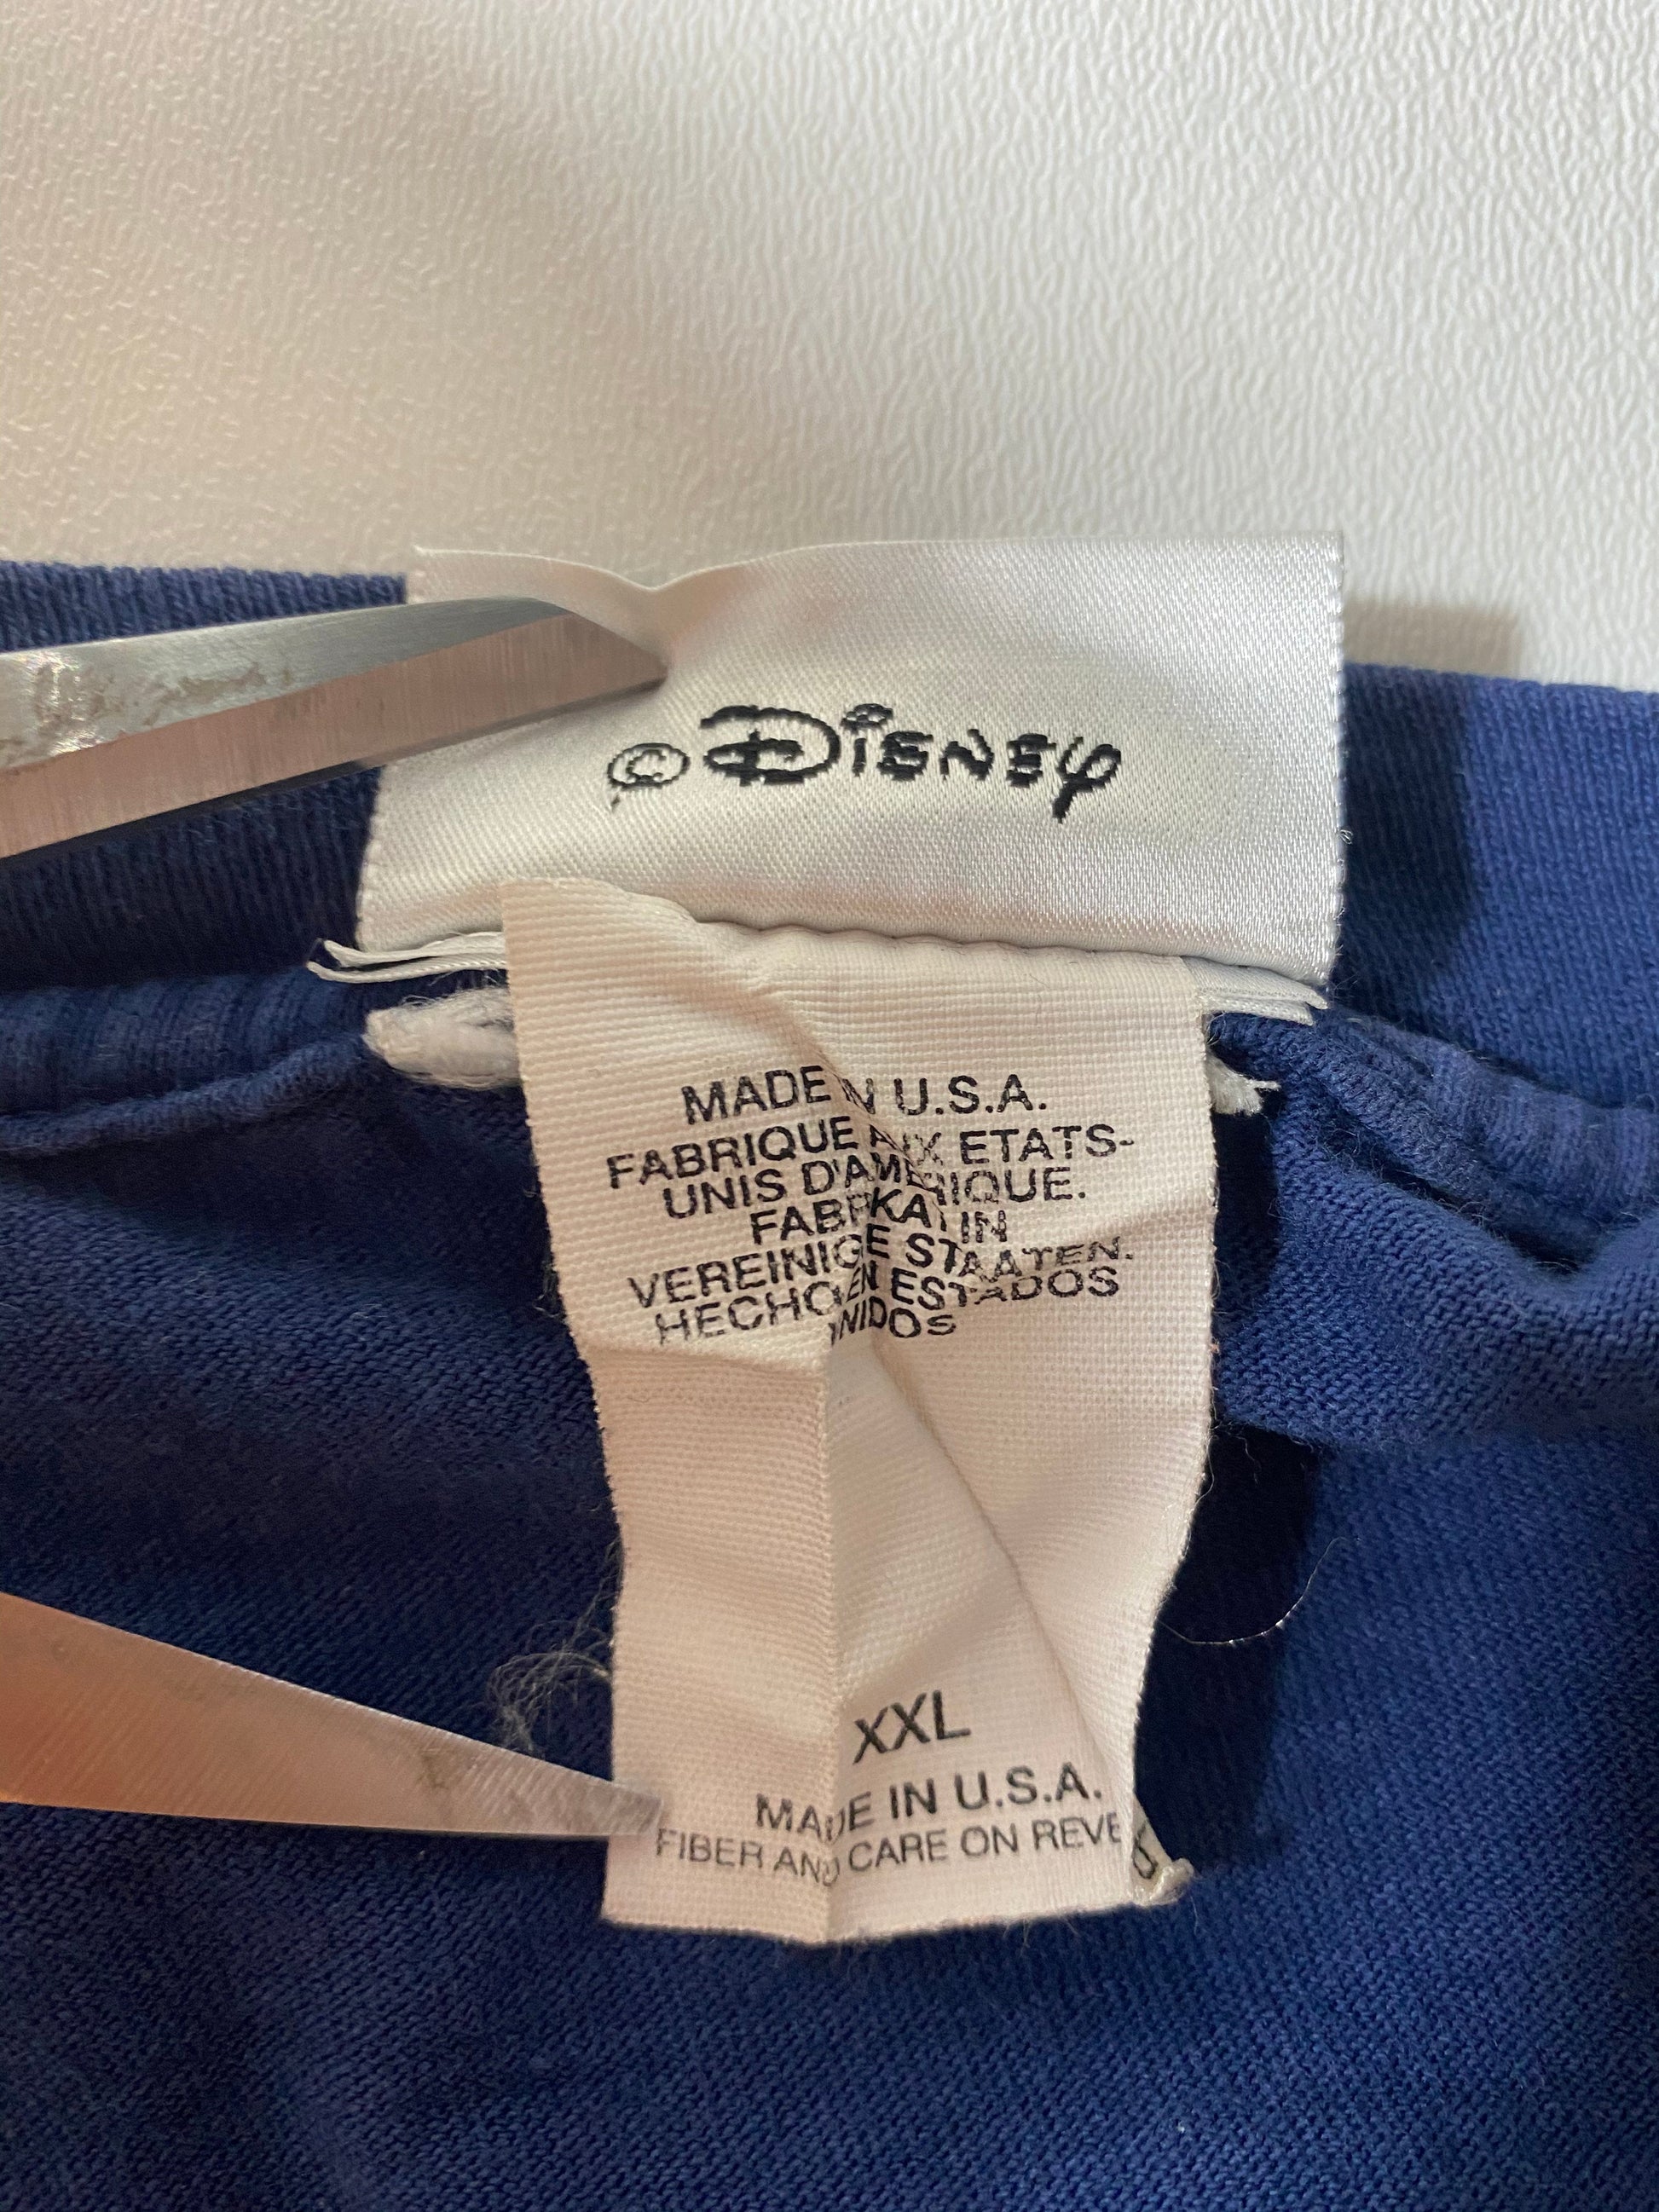 © Disney
MADE IN U.S.A.
FABRIQUE AUX ETATS-
UNIS D'AMERIQUE.
FABRIKAT IN
VEREINIGE STAATEN.
HECHO EN ESTADOS
UNIDOS
XXL
MADE IN U.S.A.
FIBER AND CARE ON REVE